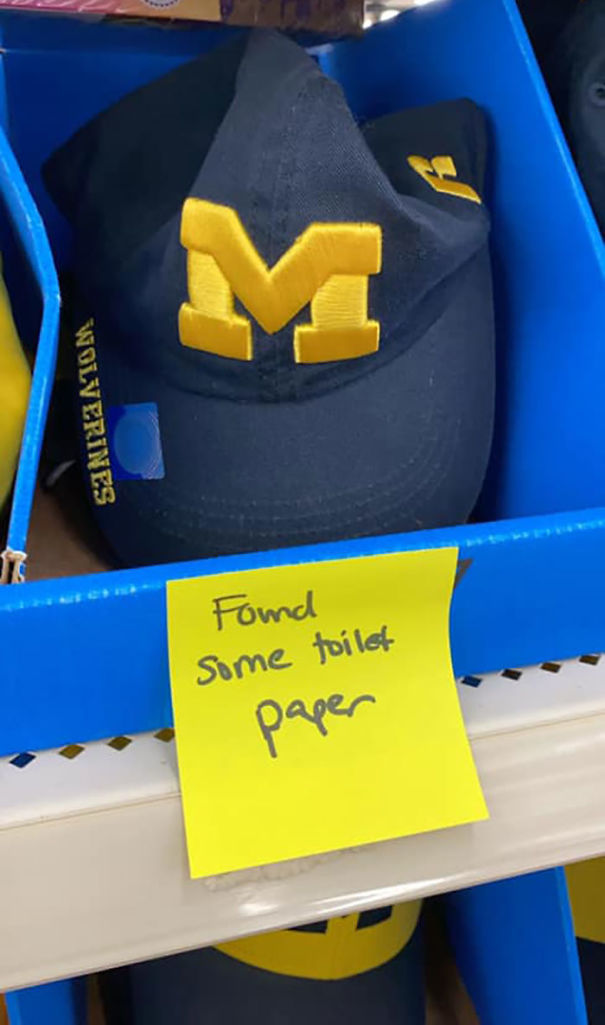 M
WOLVERINES
Found
some toilet
paper